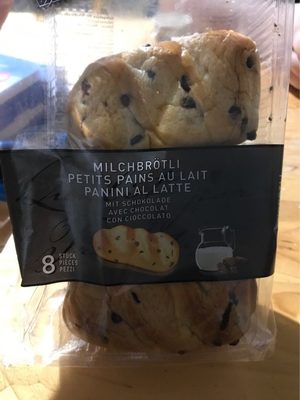 MILCHBRÖTLI
PETITS PAINS AU LAIT
PANINI AL LATTE
MIT SCHOKOLADE
AVEC CHOCOLAT
CON CIOCCOLATO
8 STÜCK
PIÈCES
PEZZI